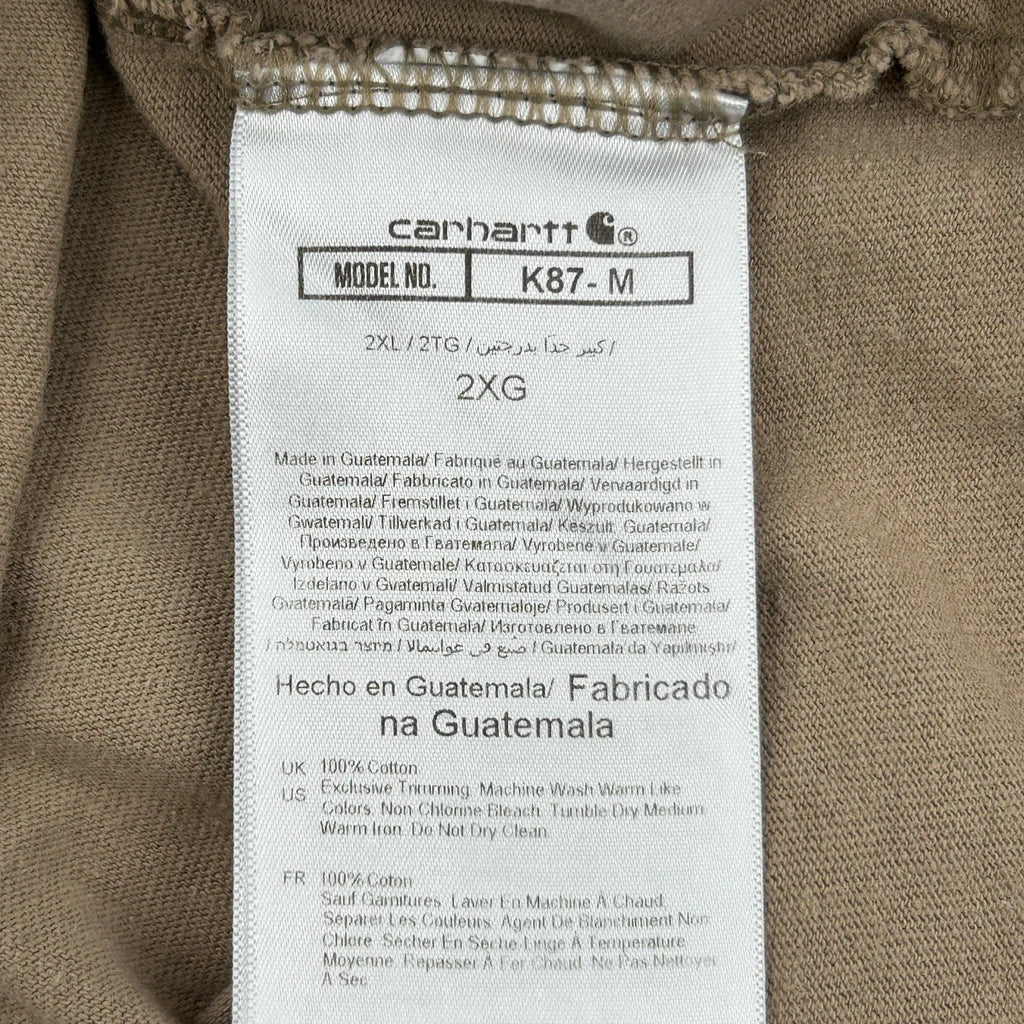 carhartt ®
MODEL NO. K87- M
2XL / 2TG / كبير جدًا بدرجتين /
2XG
Made in Guatemala/ Fabriqué au Guatemala/ Hergestellt in
Guatemala/ Fabbricato in Guatemala/ Vervaardigd in
Guatemala/ Fremstillet i Guatemala/ Wyprodukowano w
Gwatemali/ Tillverkad i Guatemala/ Készült. Guatemala/
Произведено в Гватемала/ Vyrobené v Guatemale/
Vyrobeno v Guatemale/ Κατασκευάζεται στη Γουατεμάλα/
Izdelano v Gvatemali/ Valmistatud Guatemalas/ Ražots
Gvatemalā/ Pagaminta Gvatemaloje/ Produsert i Guatemala/
Fabricat în Guatemala/ Изготовлено в Гватемале
/ מיוצר בגואטמלה / صنع في غواتيمالا / Guatemala'da Yapılmıştır/
Hecho en Guatemala/ Fabricado
na Guatemala
UK 100% Cotton
US Exclusive Trimming. Machine Wash Warm Like
Colors. Non Chlorine Bleach. Tumble Dry Medium.
Warm Iron. Do Not Dry Clean.
FR 100% Coton
Sauf Garnitures. Laver En Machine À Chaud.
Séparer Les Couleurs. Agent De Blanchiment Non
Chloré. Sécher En Sèche-Linge À Température
Moyenne. Repasser À Fer Chaud. Ne Pas Nettoyer
À Sec.